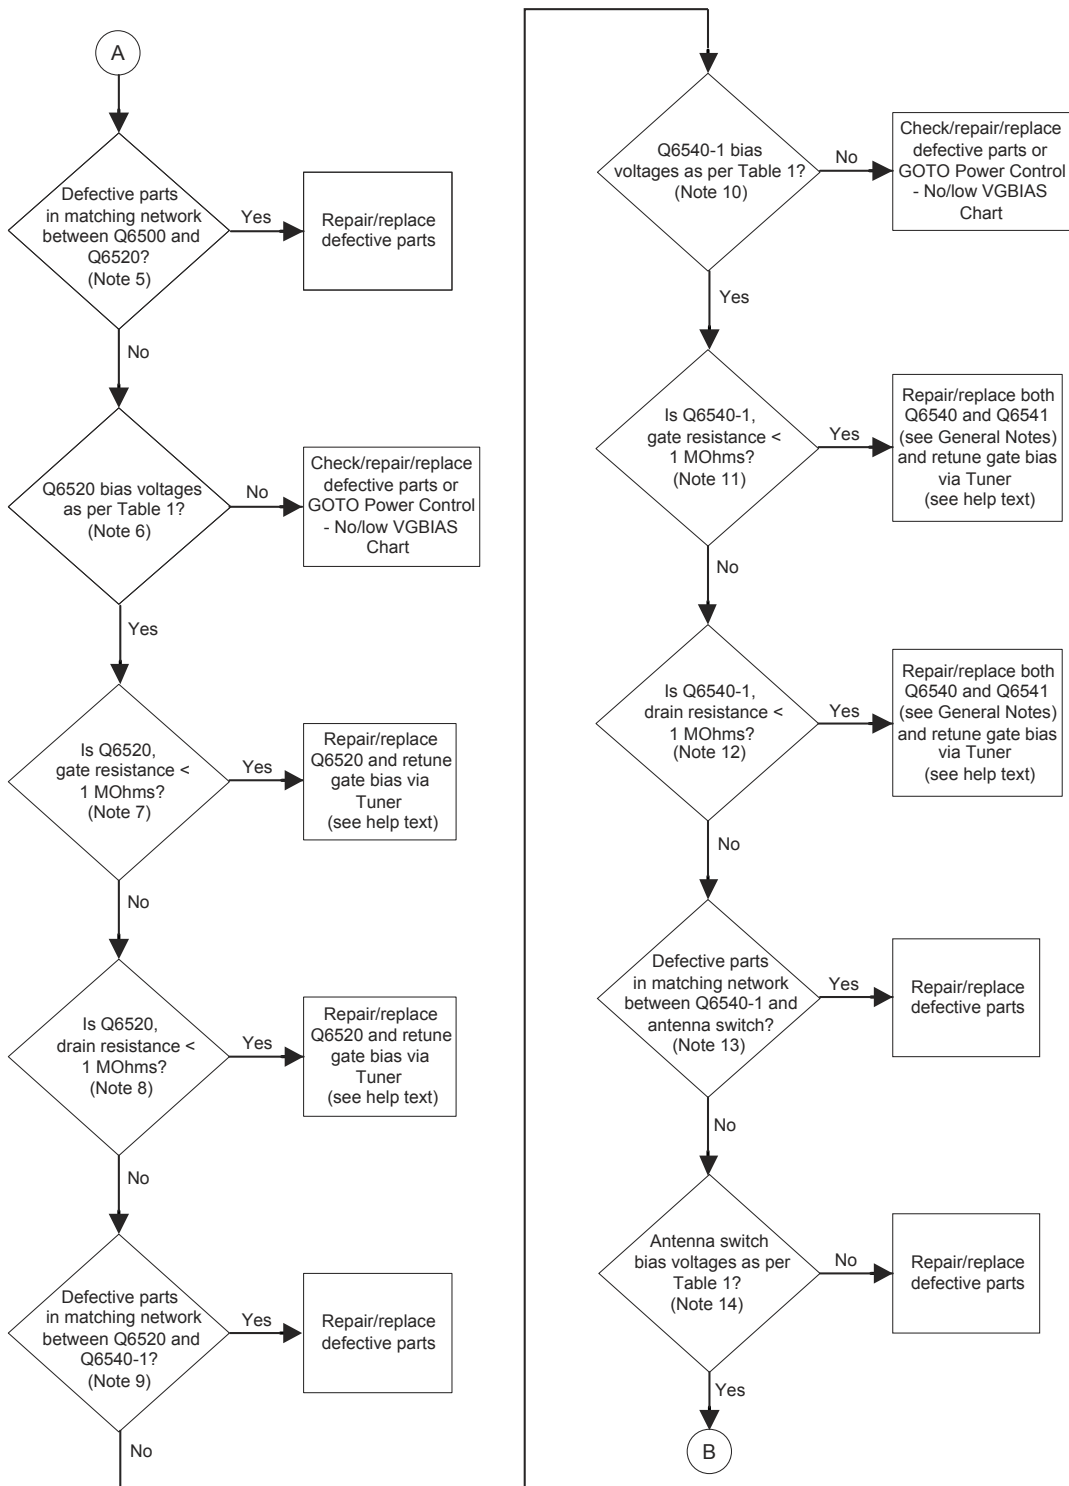 A
Defective parts
in matching network
between Q6500 and
Q6520?
(Note 5)
Yes
Repair/replace
defective parts
No
Q6520 bias voltages
as per Table 1?
(Note 6)
No
Check/repair/replace
defective parts or
GOTO Power Control
- No/low VGBIAS
Chart
Yes
Is Q6520,
gate resistance <
1 MOhms?
(Note 7)
Yes
Repair/replace
Q6520 and retune
gate bias via
Tuner
(see help text)
No
Is Q6520,
drain resistance <
1 MOhms?
(Note 8)
Yes
Repair/replace
Q6520 and retune
gate bias via
Tuner
(see help text)
No
Defective parts
in matching network
between Q6520 and
Q6540-1?
(Note 9)
Yes
Repair/replace
defective parts
No
Q6540-1 bias
voltages as per Table 1?
(Note 10)
No
Check/repair/replace
defective parts or
GOTO Power Control
- No/low VGBIAS
Chart
Yes
Is Q6540-1,
gate resistance <
1 MOhms?
(Note 11)
Yes
Repair/replace both
Q6540 and Q6541
(see General Notes)
and retune gate bias
via Tuner
(see help text)
No
Is Q6540-1,
drain resistance <
1 MOhms?
(Note 12)
Yes
Repair/replace both
Q6540 and Q6541
(see General Notes)
and retune gate bias
via Tuner
(see help text)
No
Defective parts
in matching network
between Q6540-1 and
antenna switch?
(Note 13)
Yes
Repair/replace
defective parts
No
Antenna switch
bias voltages as per
Table 1?
(Note 14)
No
Repair/replace
defective parts
Yes
B